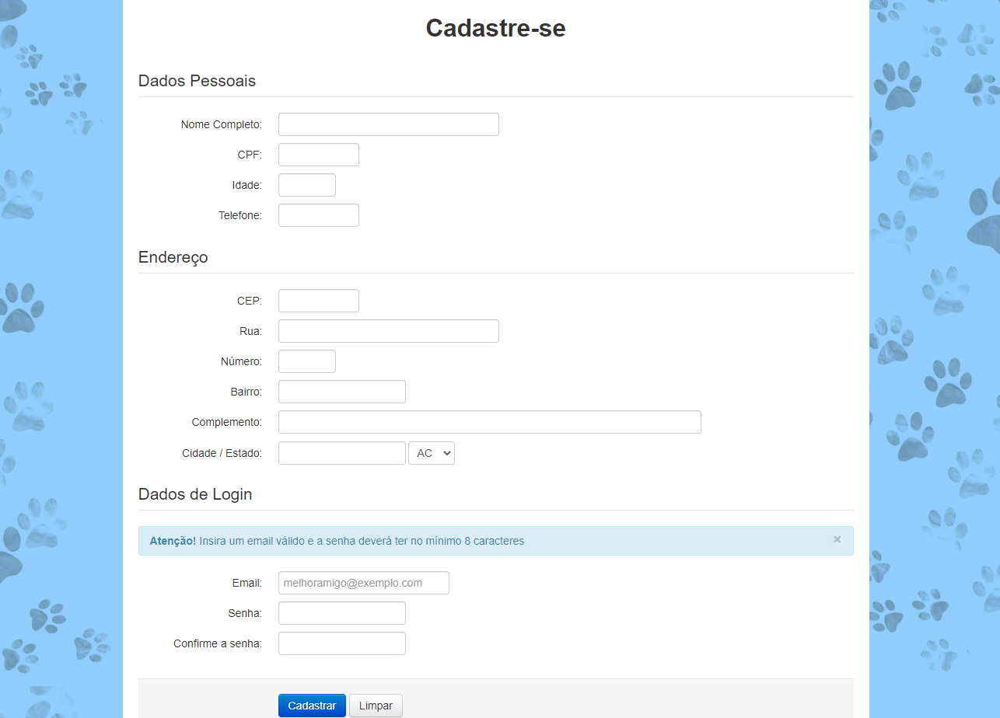 Cadastre-se
Dados Pessoais
Nome Completo:
CPF:
Idade:
Telefone:
Endereço
CEP:
Rua:
Número:
Bairro:
Complemento:
Cidade / Estado: AC
Dados de Login
Atenção! Insira um email válido e a senha deverá ter no mínimo 8 caracteres ×
Email: melhoramigo@exemplo.com
Senha:
Confirme a senha:
Cadastrar Limpar